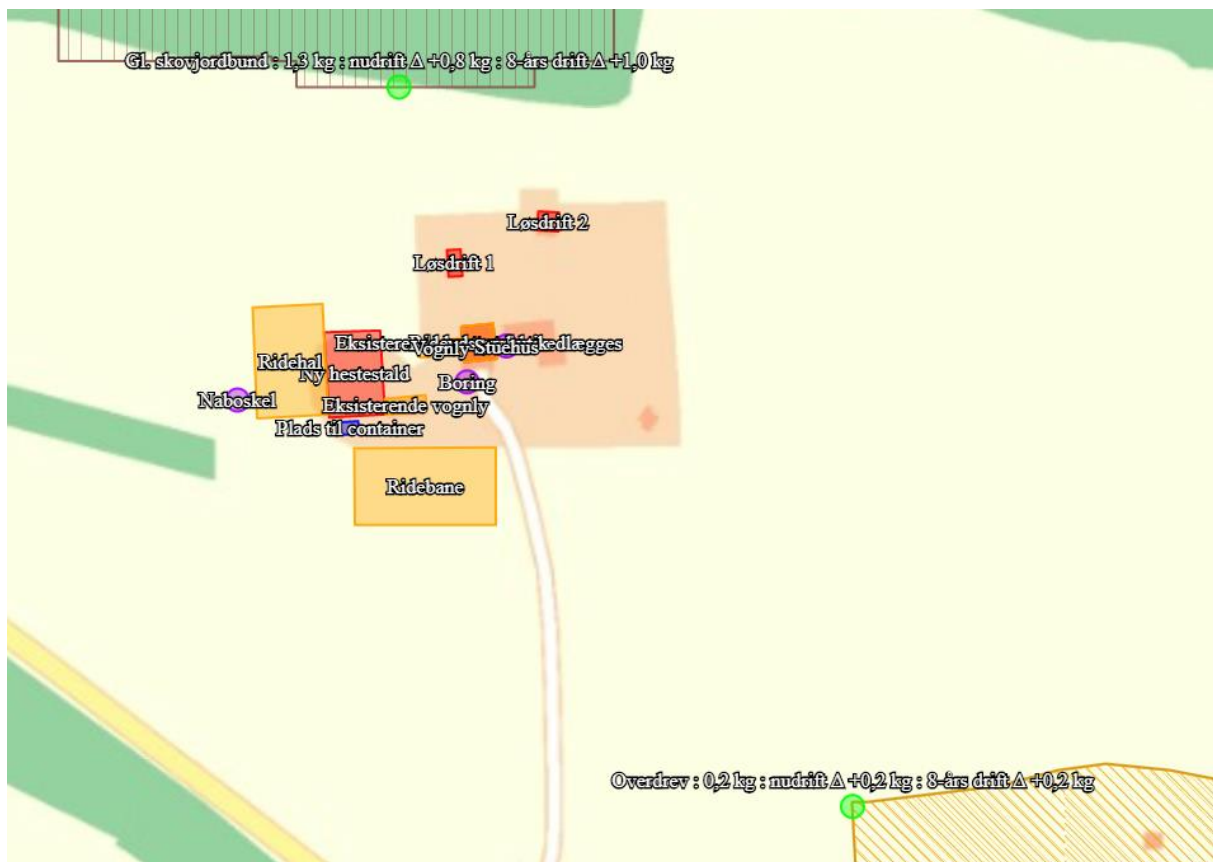 Gl. skovjordbund : 1,3 kg : nudrift Δ +0,8 kg : 8-års drift Δ +1,0 kg
Løsdrift 2
Løsdrift 1
Vognly Stuehus
Ridehal
Ny hestestald
Boring
Naboskel
Eksisterende vognly
Plads til container
Ridebane
Overdrev : 0,2 kg : nudrift Δ +0,2 kg : 8-års drift Δ +0,2 kg